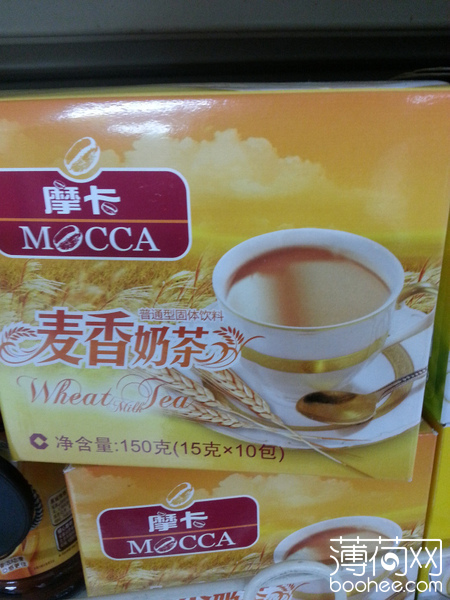 摩卡
MOCCA
普通型固体饮料
麦香奶茶
Wheat Milk Tea
净含量:150克(15克×10包)
摩卡
MOCCA
薄荷网
boohee.com